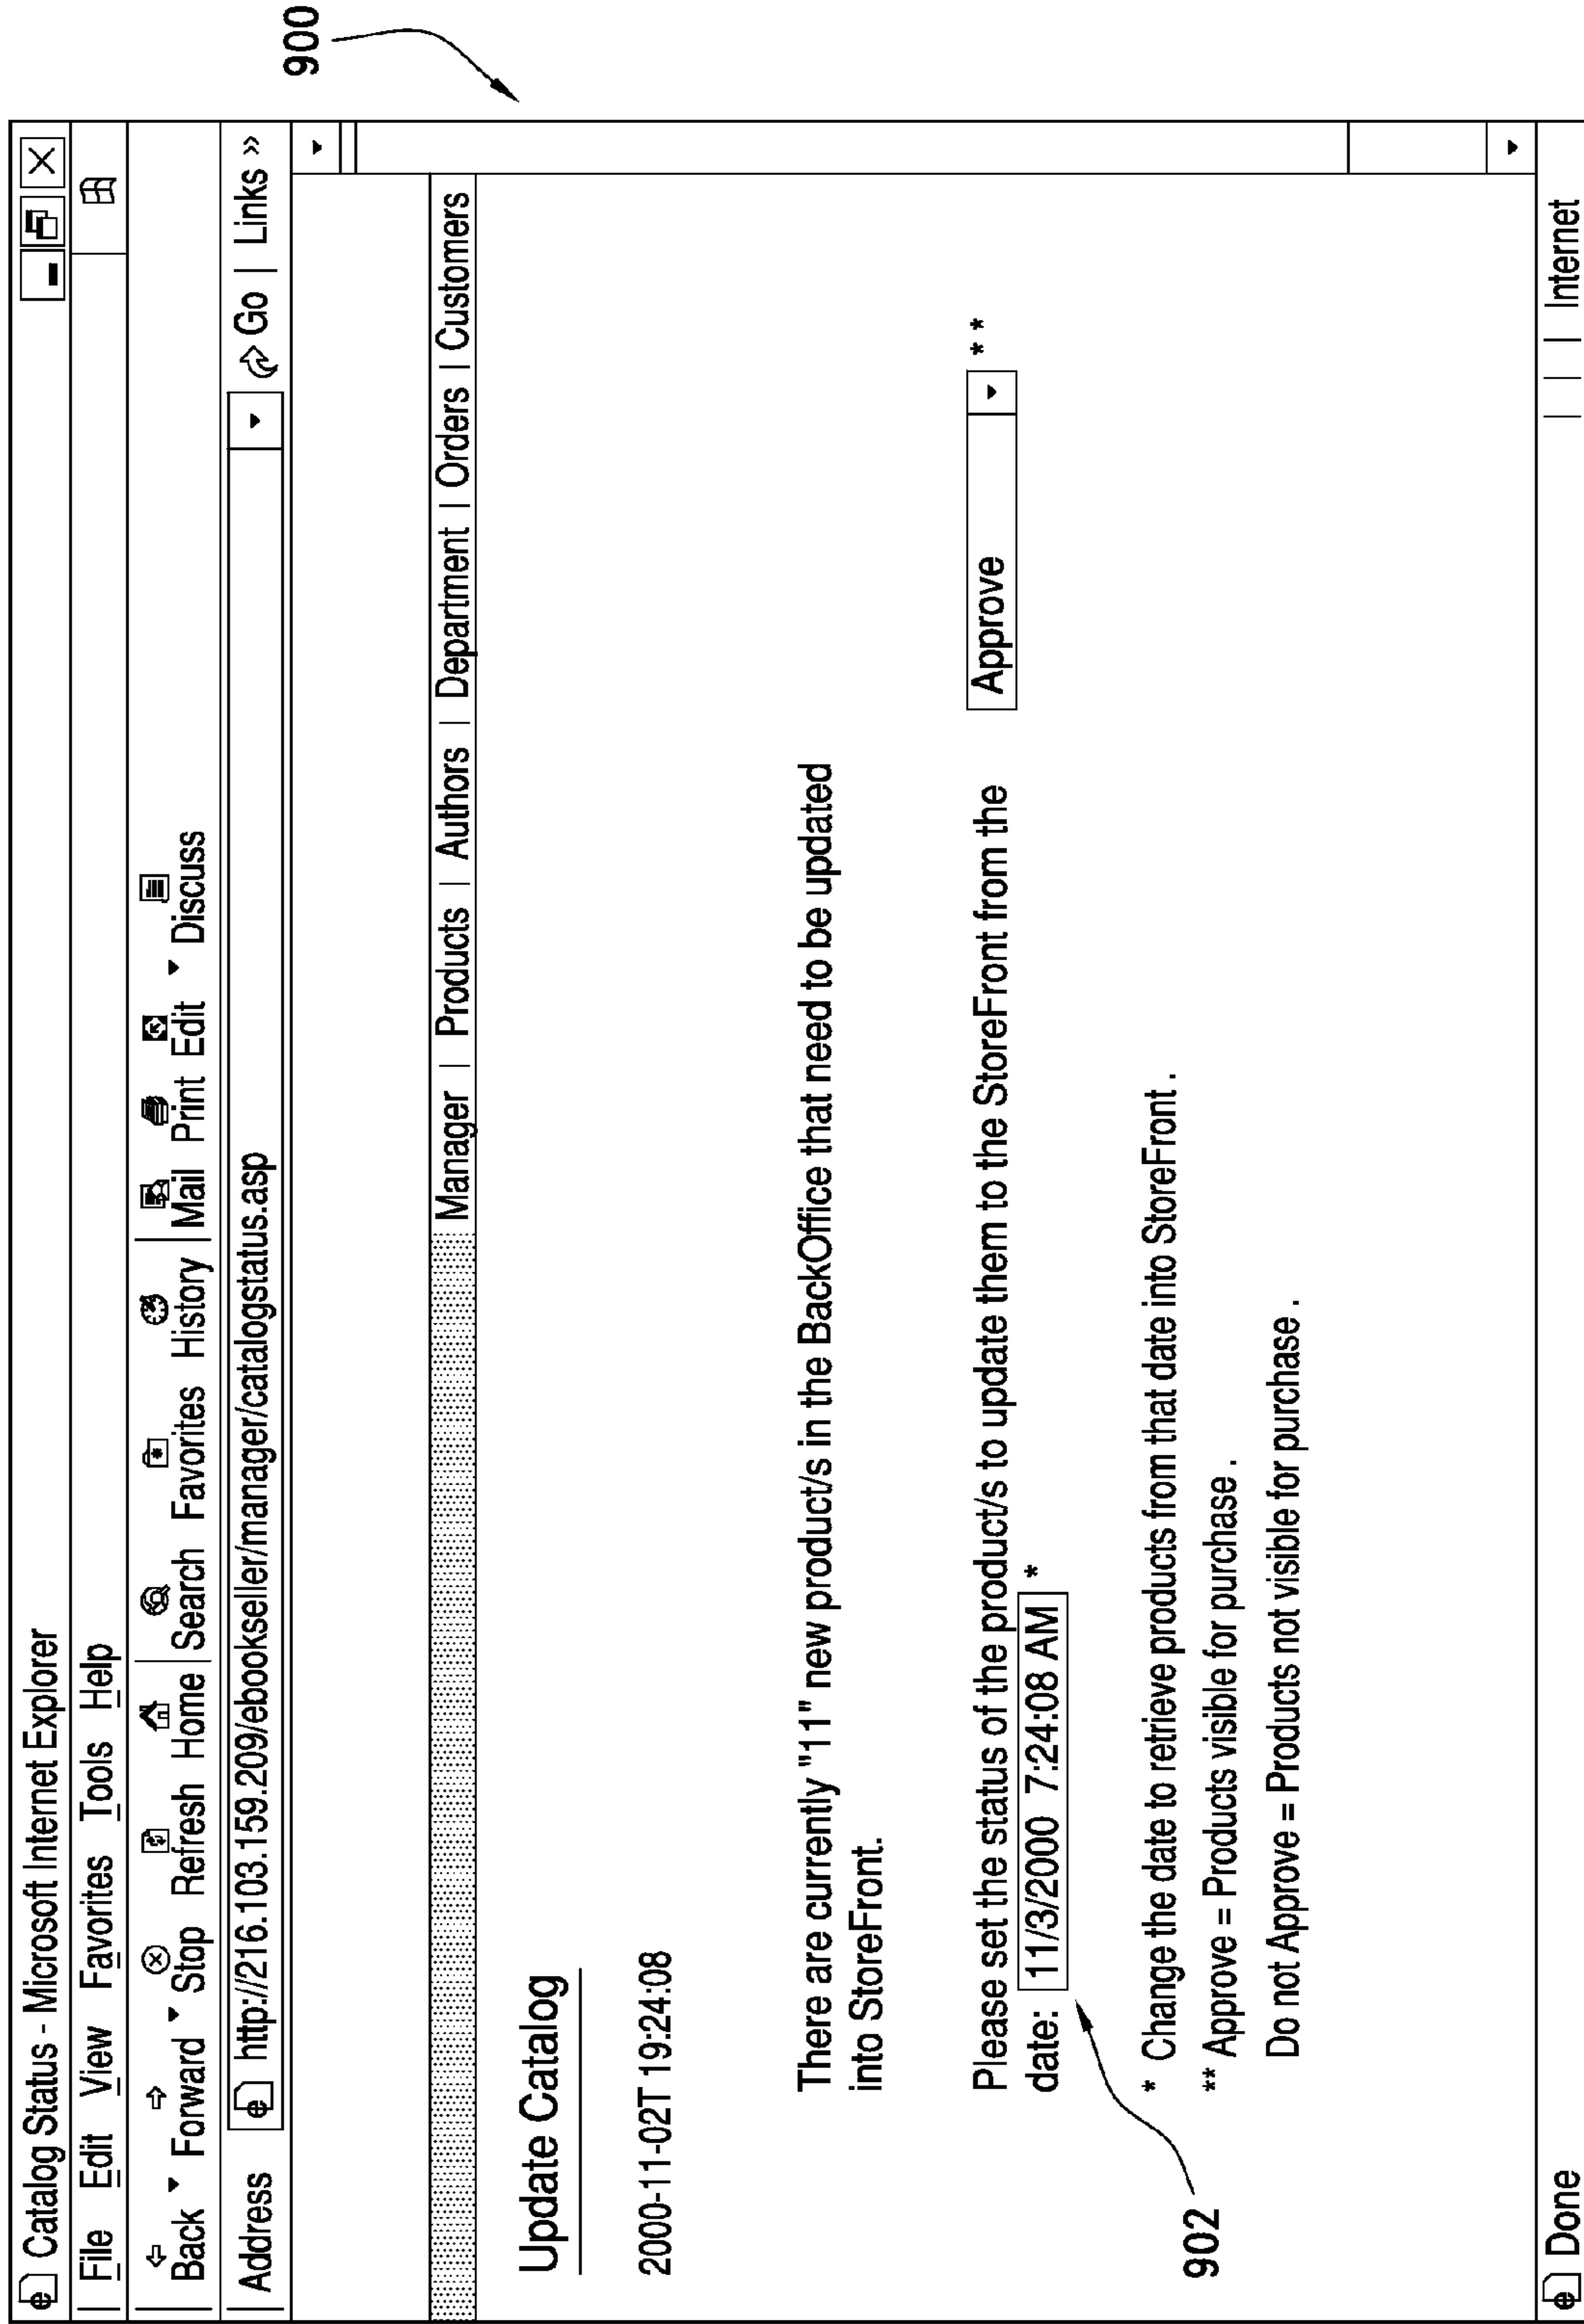 900
Catalog Status - Microsoft Internet Explorer
File Edit View Favorites Tools Help
Back Forward Stop Refresh Home Search Favorites History Mail Print Edit Discuss
Address http://216.103.159.209/ebookseller/manager/catalogstatus.asp Go Links »
Manager | Products | Authors | Department | Orders | Customers
Update Catalog
2000-11-02T 19:24:08
There are currently "11" new product/s in the BackOffice that need to be updated
into StoreFront.
Please set the status of the product/s to update them to the StoreFront from the Approve **
date: 11/3/2000 7:24:08 AM *
902
* Change the date to retrieve products from that date into StoreFront .
** Approve = Products visible for purchase .
Do not Approve = Products not visible for purchase .
Done Internet